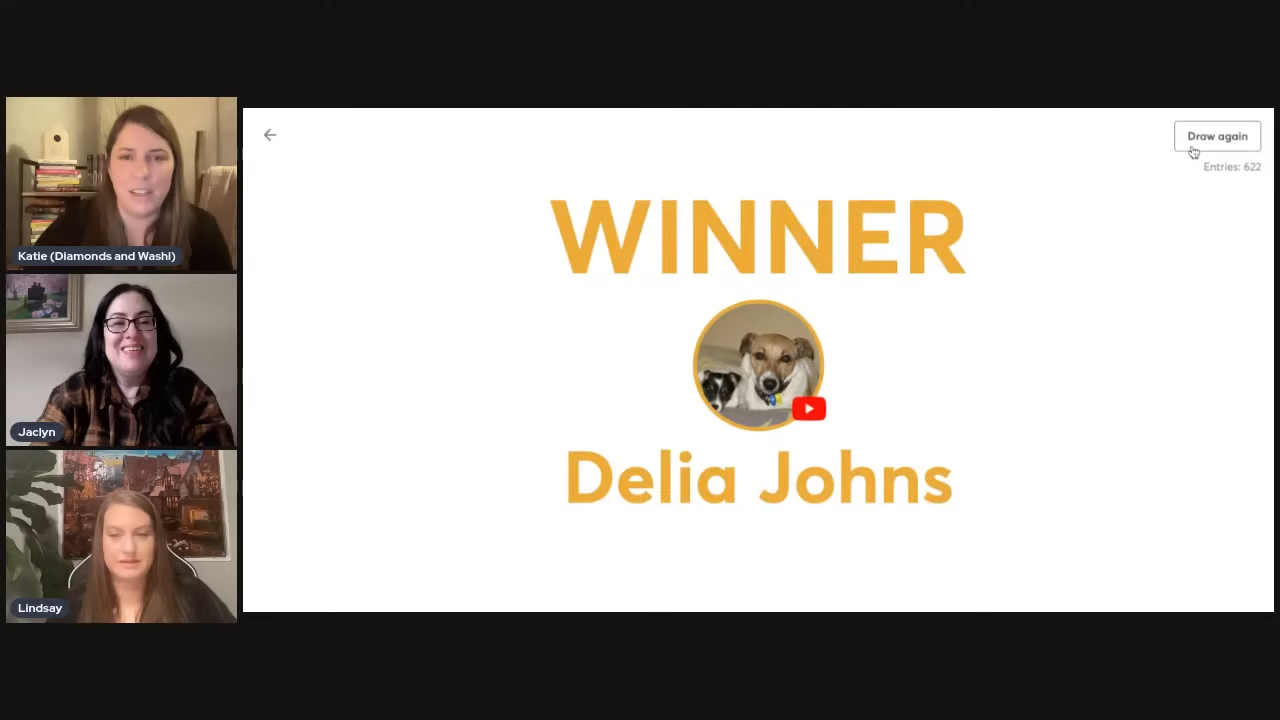 Katie (Diamonds and Washi)
Jaclyn
Lindsay
Draw again
Entries: 622
WINNER
Delia Johns